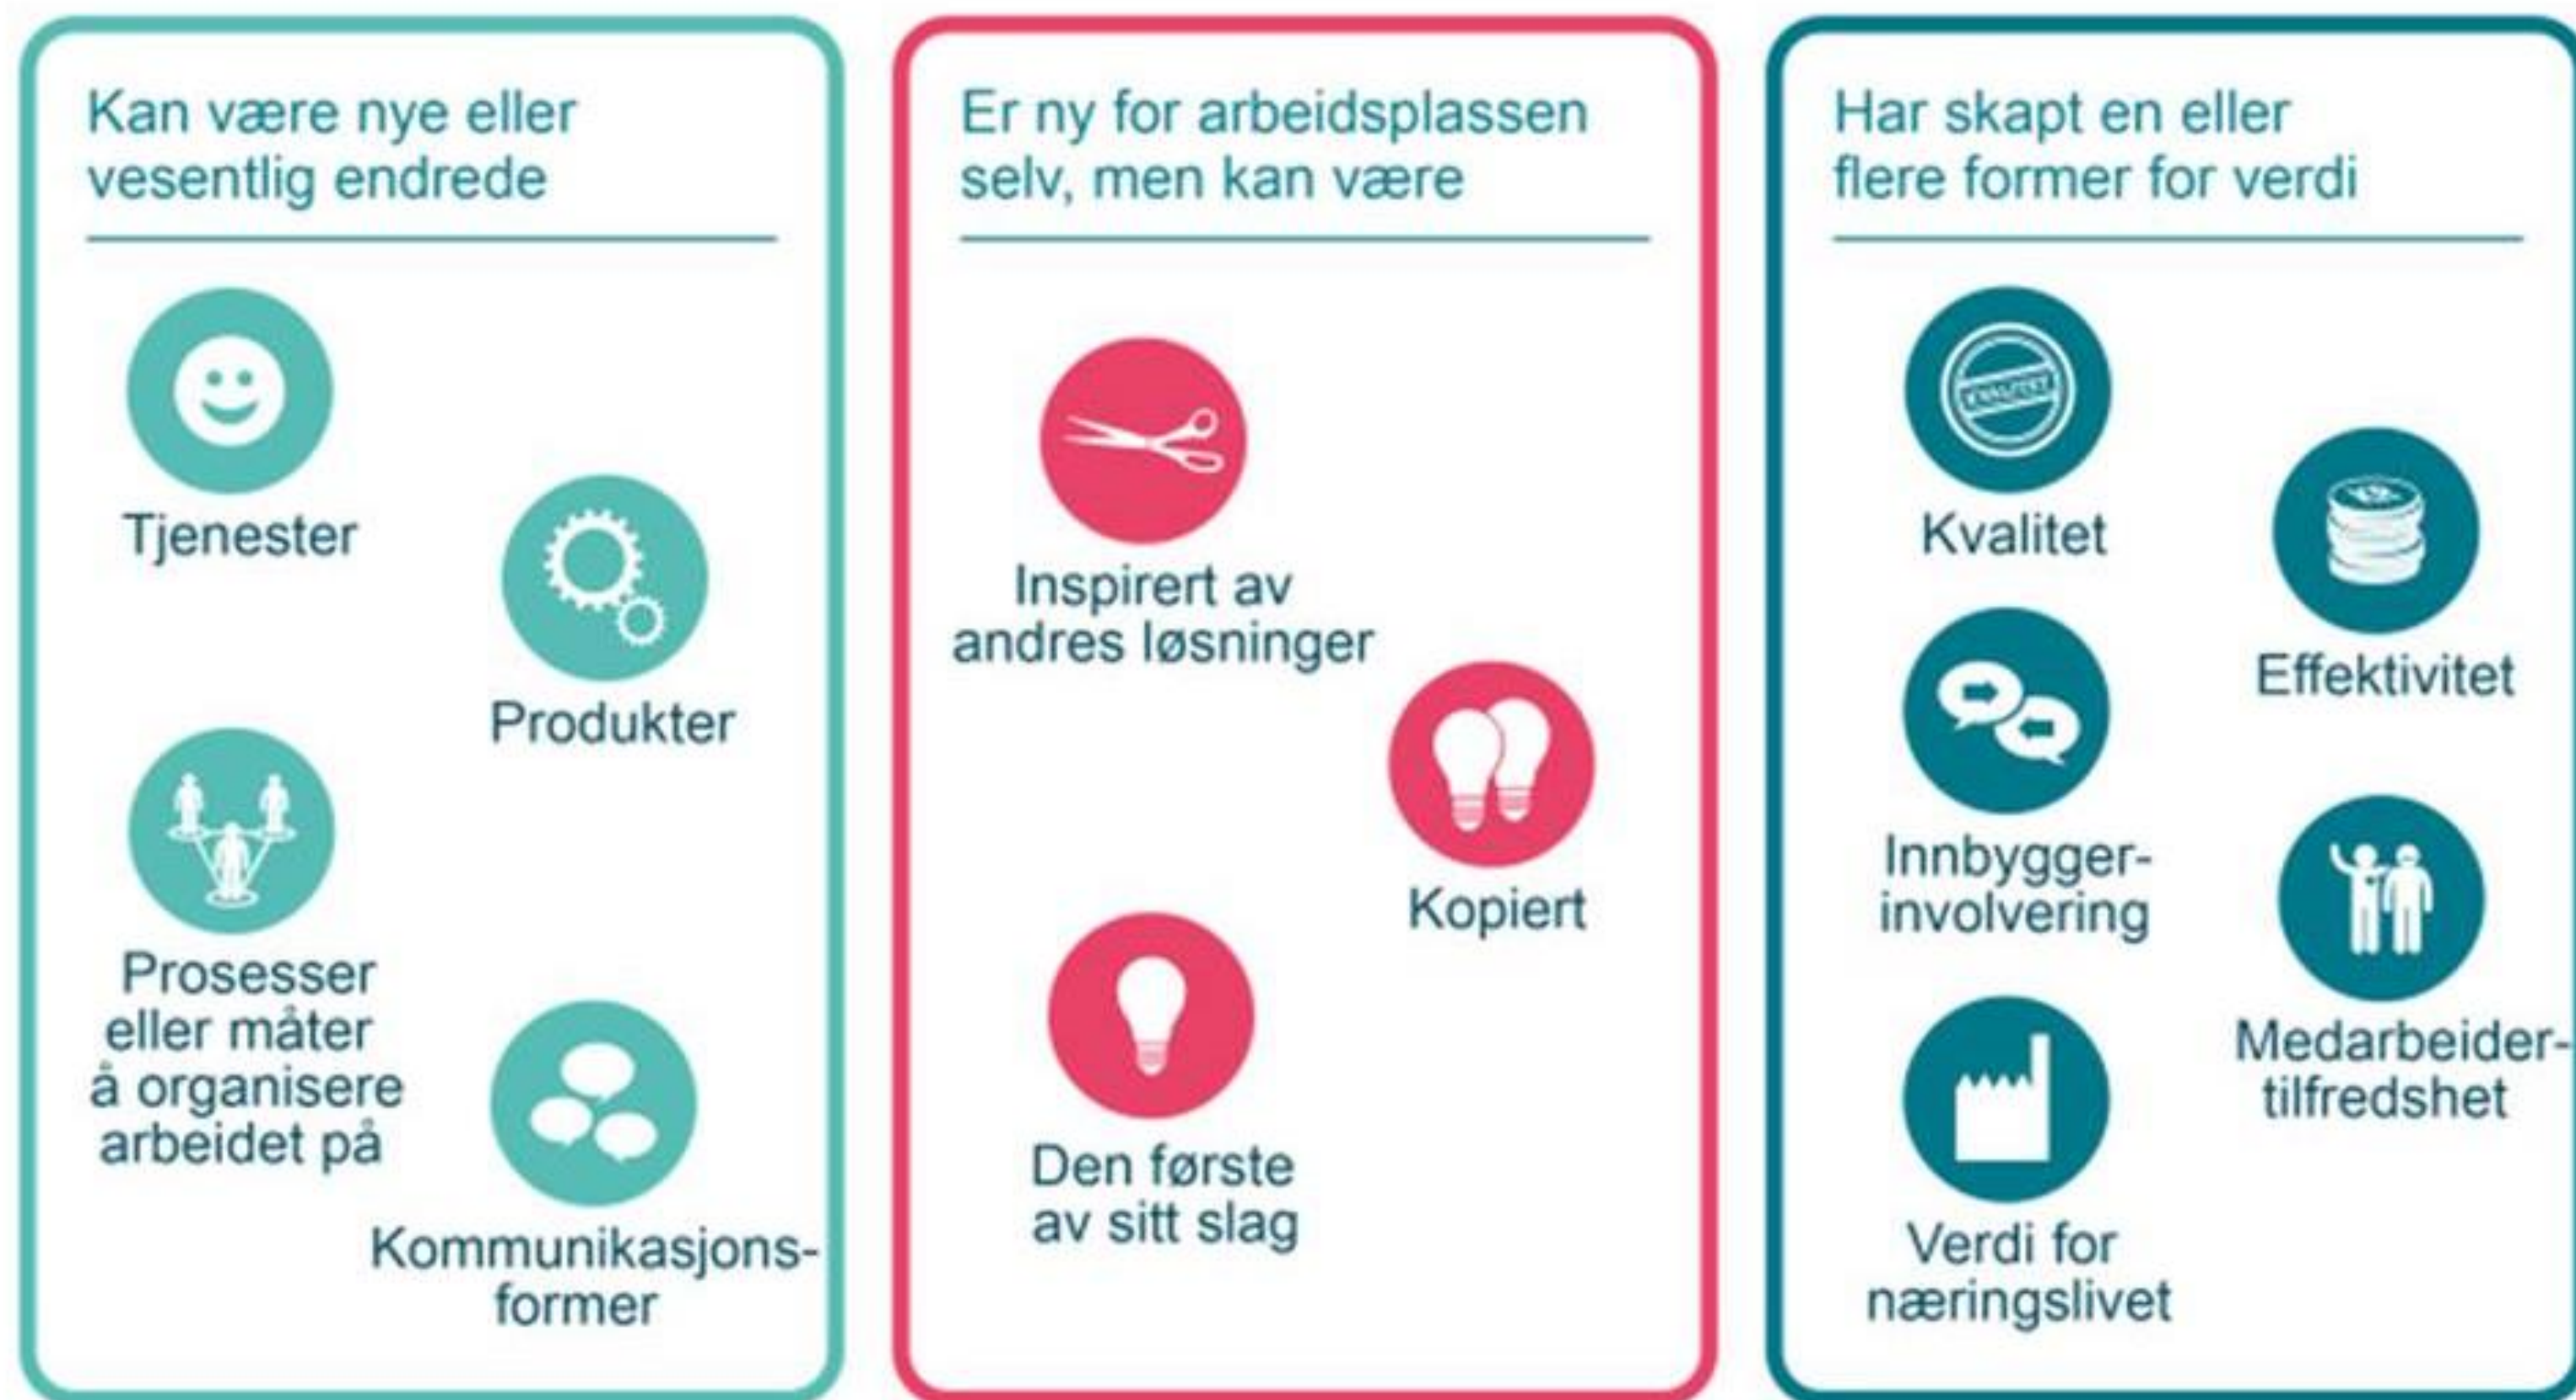 Kan være nye eller
vesentlig endrede
Tjenester
Produkter
Prosesser
eller måter
å organisere
arbeidet på
Kommunikasjons-
former
Er ny for arbeidsplassen
selv, men kan være
Inspirert av
andres løsninger
Kopiert
Den første
av sitt slag
Har skapt en eller
flere former for verdi
Kvalitet
Effektivitet
Innbygger-
involvering
Medarbeider-
tilfredshet
Verdi for
næringslivet